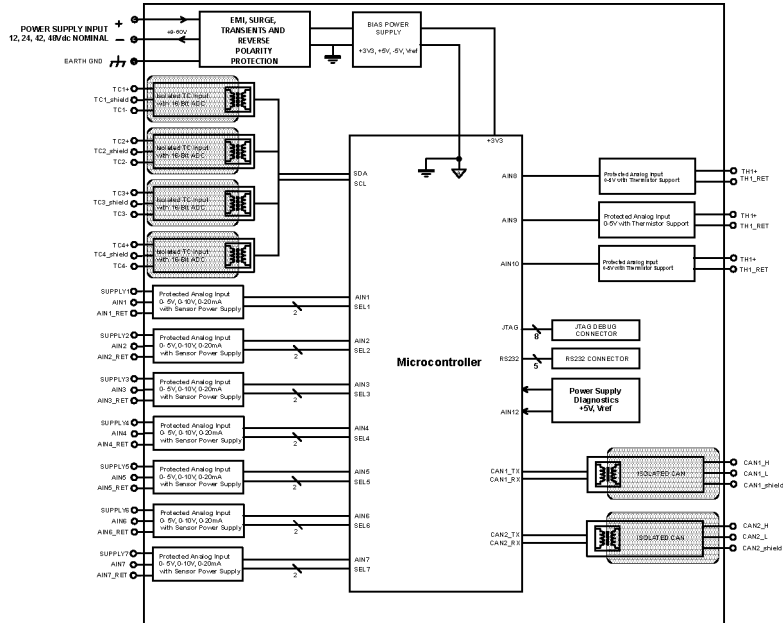 POWER SUPPLY INPUT
12, 24, 42, 48Vdc NOMINAL
+
−
+9-60V
EARTH GND
EMI, SURGE,
TRANSIENTS AND
REVERSE
POLARITY
PROTECTION
BIAS POWER
SUPPLY
+3V3, +5V, -5V, Vref
TC1+
TC1_shield
TC1-
Isolated TC Input
with 16-Bit ADC
TC2+
TC2_shield
TC2-
Isolated TC Input
with 16-Bit ADC
TC3+
TC3_shield
TC3-
Isolated TC Input
with 16-Bit ADC
TC4+
TC4_shield
TC4-
Isolated TC Input
with 16-Bit ADC
SUPPLY1
AIN1
AIN1_RET
Protected Analog Input
0- 5V, 0-10V, 0-20mA
with Sensor Power Supply
2
SUPPLY2
AIN2
AIN2_RET
Protected Analog Input
0- 5V, 0-10V, 0-20mA
with Sensor Power Supply
2
SUPPLY3
AIN3
AIN3_RET
Protected Analog Input
0- 5V, 0-10V, 0-20mA
with Sensor Power Supply
2
SUPPLY4
AIN4
AIN4_RET
Protected Analog Input
0- 5V, 0-10V, 0-20mA
with Sensor Power Supply
2
SUPPLY5
AIN5
AIN5_RET
Protected Analog Input
0- 5V, 0-10V, 0-20mA
with Sensor Power Supply
2
SUPPLY6
AIN6
AIN6_RET
Protected Analog Input
0- 5V, 0-10V, 0-20mA
with Sensor Power Supply
2
SUPPLY7
AIN7
AIN7_RET
Protected Analog Input
0- 5V, 0-10V, 0-20mA
with Sensor Power Supply
2
+3V3
SDA
SCL
AIN1
SEL1
AIN2
SEL2
AIN3
SEL3
AIN4
SEL4
AIN5
SEL5
AIN6
SEL6
AIN7
SEL7
Microcontroller
AIN8
AIN9
AIN10
JTAG
RS232
AIN12
CAN1_TX
CAN1_RX
CAN2_TX
CAN2_RX
Protected Analog Input
0-5V with Thermistor Support
TH1+
TH1_RET
Protected Analog Input
0-5V with Thermistor Support
TH1+
TH1_RET
Protected Analog Input
0-5V with Thermistor Support
TH1+
TH1_RET
8
JTAG DEBUG
CONNECTOR
5
RS232 CONNECTOR
Power Supply
Diagnostics
+5V, Vref
ISOLATED CAN
CAN1_H
CAN1_L
CAN1_shield
ISOLATED CAN
CAN2_H
CAN2_L
CAN2_shield